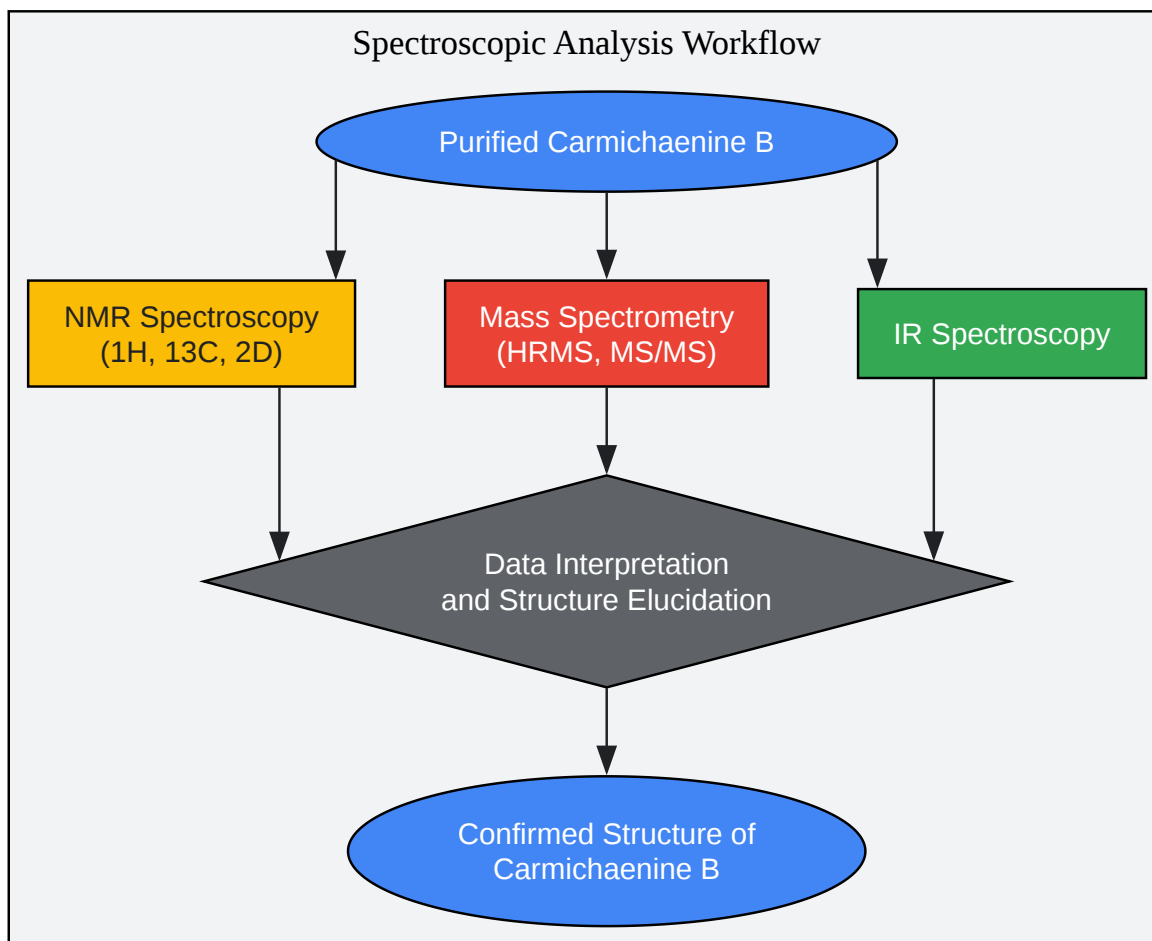 Spectroscopic Analysis Workflow
Purified Carmichaenine B
NMR Spectroscopy
(1H, 13C, 2D)
Mass Spectrometry
(HRMS, MS/MS)
IR Spectroscopy
Data Interpretation
and Structure Elucidation
Confirmed Structure of
Carmichaenine B